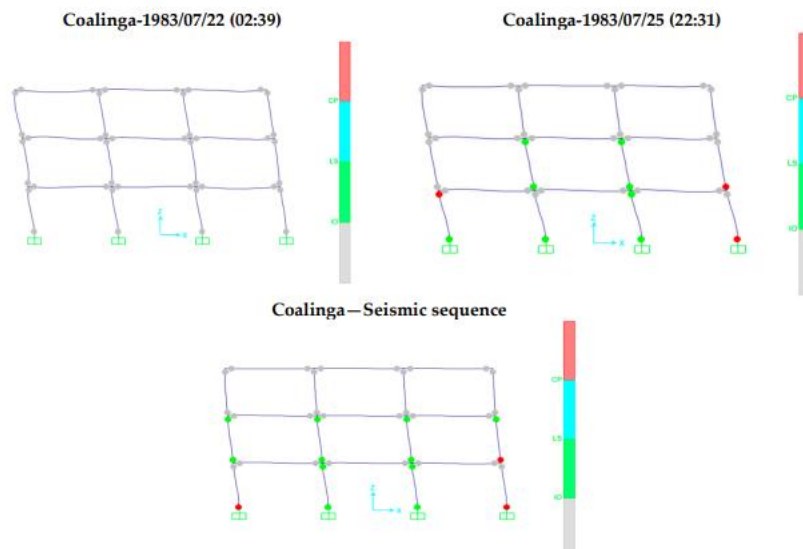 Coalinga-1983/07/22 (02:39)
CP
LS
IO
Z
X
Coalinga-1983/07/25 (22:31)
CP
LS
IO
Z
X
Coalinga—Seismic sequence
CP
LS
IO
Z
X